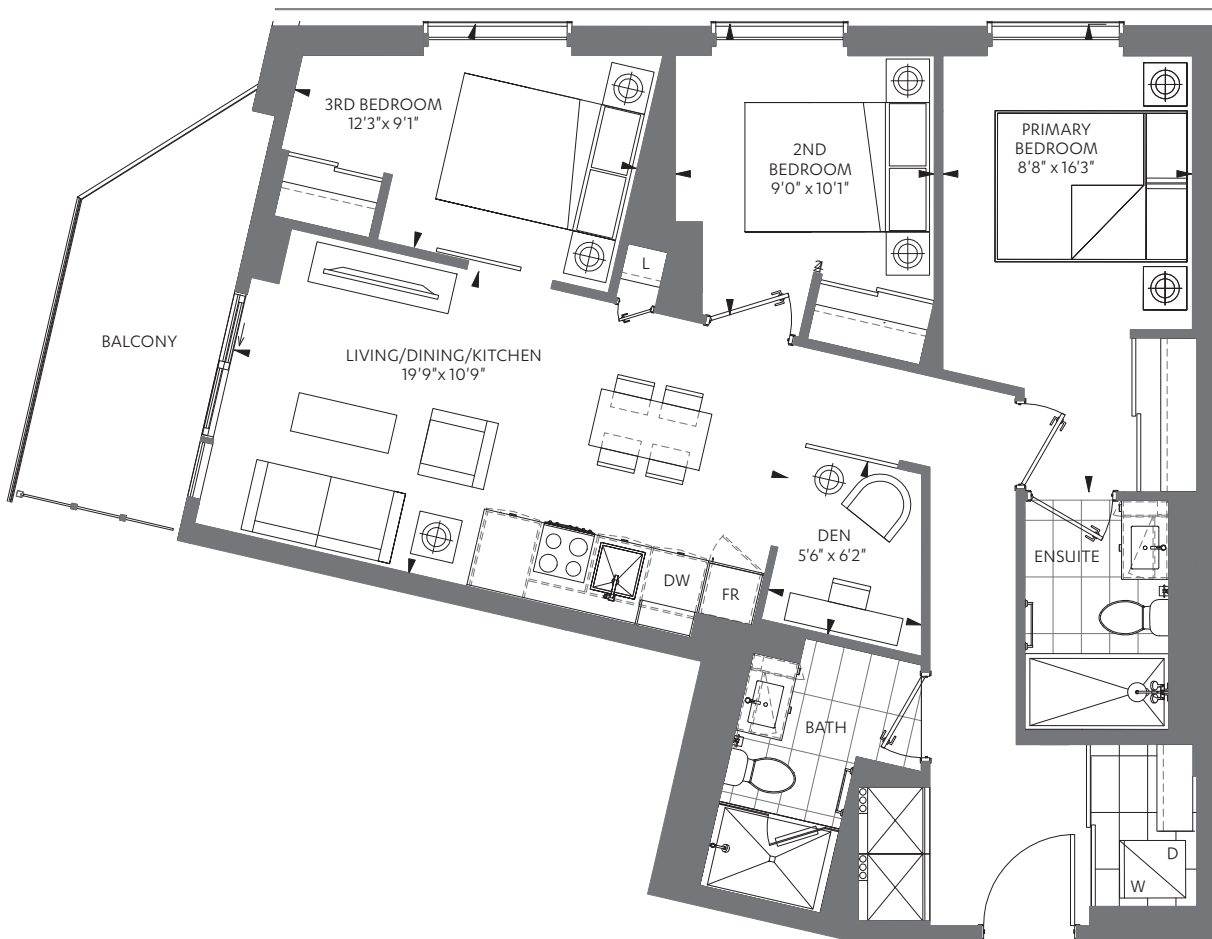 3RD BEDROOM
12'3" x 9'1"
2ND
BEDROOM
9'0" x 10'1"
PRIMARY
BEDROOM
8'8" x 16'3"
L
BALCONY
LIVING/DINING/KITCHEN
19'9" x 10'9"
DEN
5'6" x 6'2"
ENSUITE
DW
FR
BATH
D
W